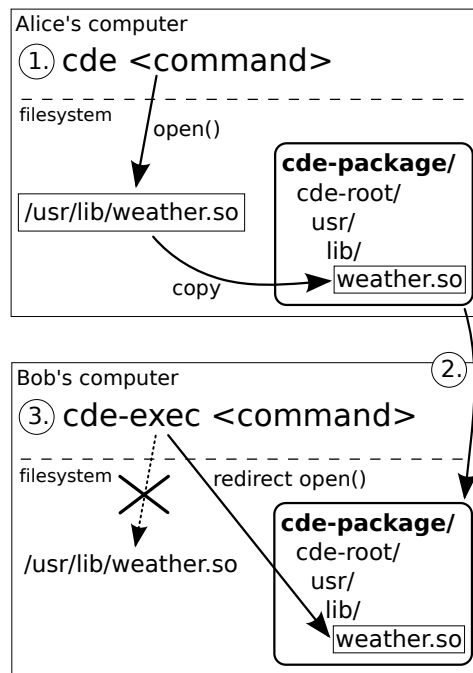 Alice's computer
1. cde <command>
filesystem
open()
/usr/lib/weather.so
copy
cde-package/
cde-root/
usr/
lib/
weather.so
2.
Bob's computer
3. cde-exec <command>
filesystem
redirect open()
/usr/lib/weather.so
cde-package/
cde-root/
usr/
lib/
weather.so